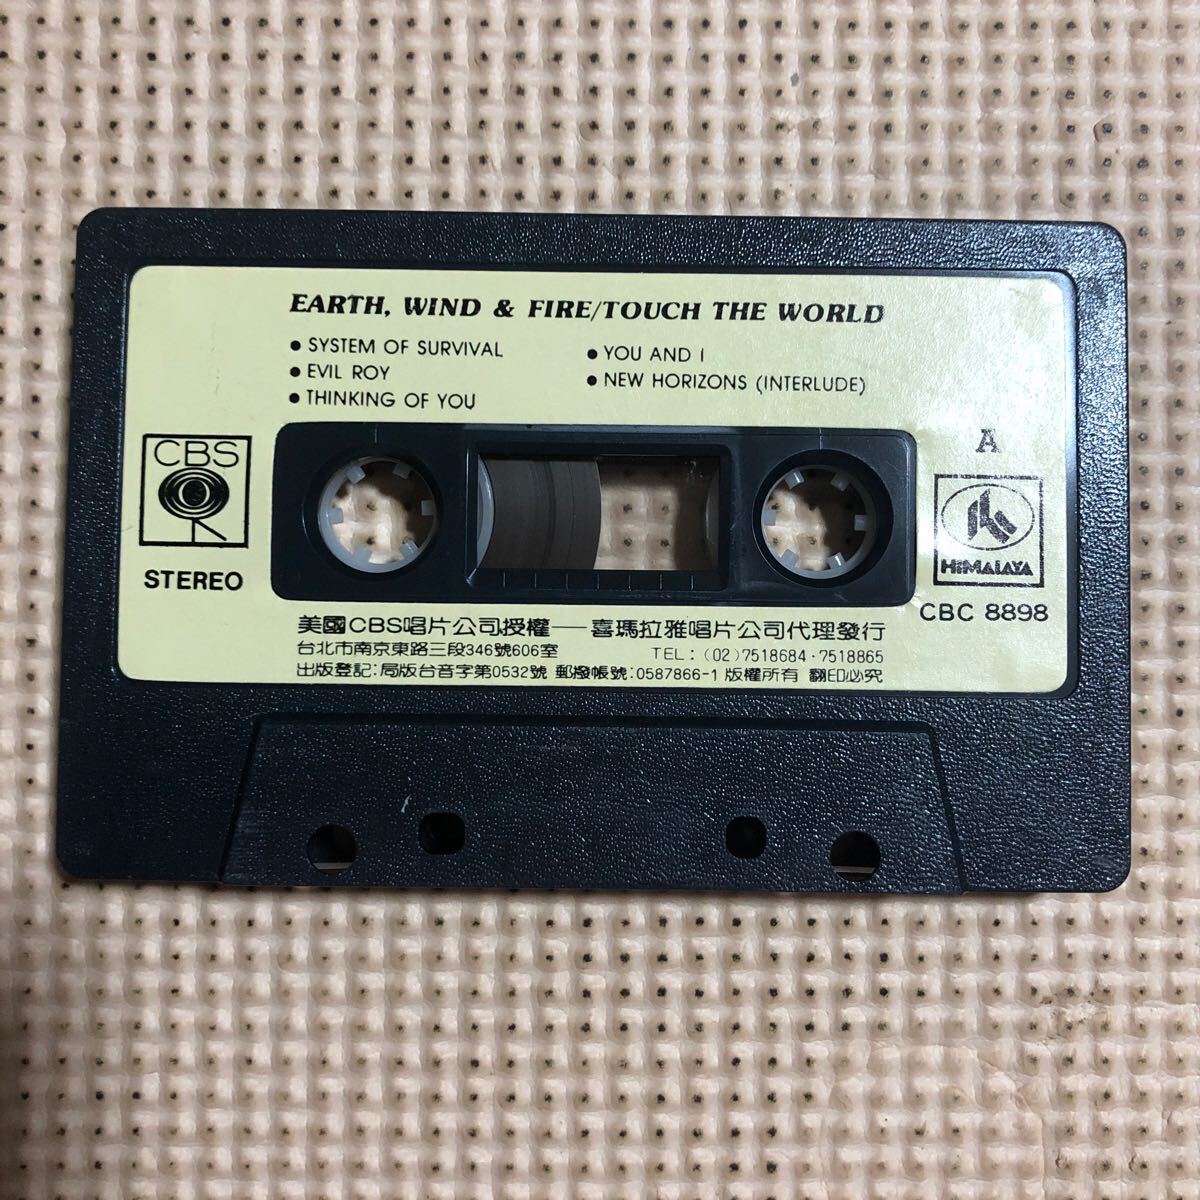 EARTH, WIND & FIRE/TOUCH THE WORLD
● SYSTEM OF SURVIVAL
● EVIL ROY
● THINKING OF YOU
● YOU AND I
● NEW HORIZONS (INTERLUDE)
CBS
STEREO
A
HIMALAYA
CBC 8898
美國CBS唱片公司授權──喜瑪拉雅唱片公司代理發行
台北市南京東路三段346號606室 TEL：(02)7518684·7518865
出版登記：局版台音字第0532號 郵撥帳號：0587866-1 版權所有 翻印必究